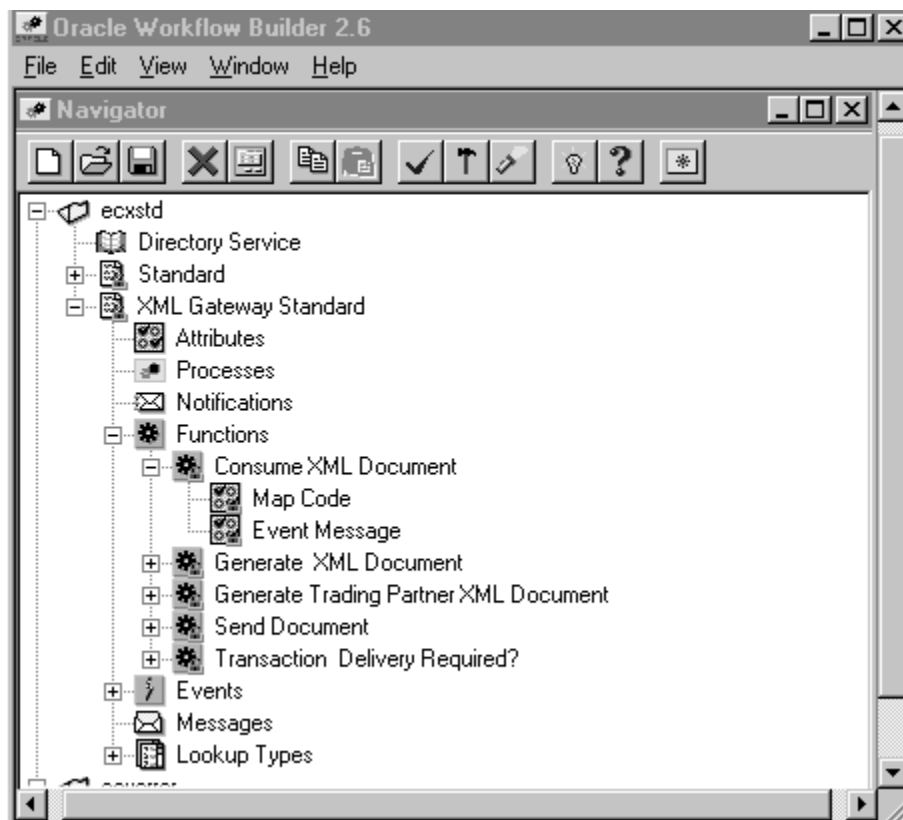 Oracle Workflow Builder 2.6
File Edit View Window Help
Navigator
ecxstd
Directory Service
Standard
XML Gateway Standard
Attributes
Processes
Notifications
Functions
Consume XML Document
Map Code
Event Message
Generate XML Document
Generate Trading Partner XML Document
Send Document
Transaction Delivery Required?
Events
Messages
Lookup Types